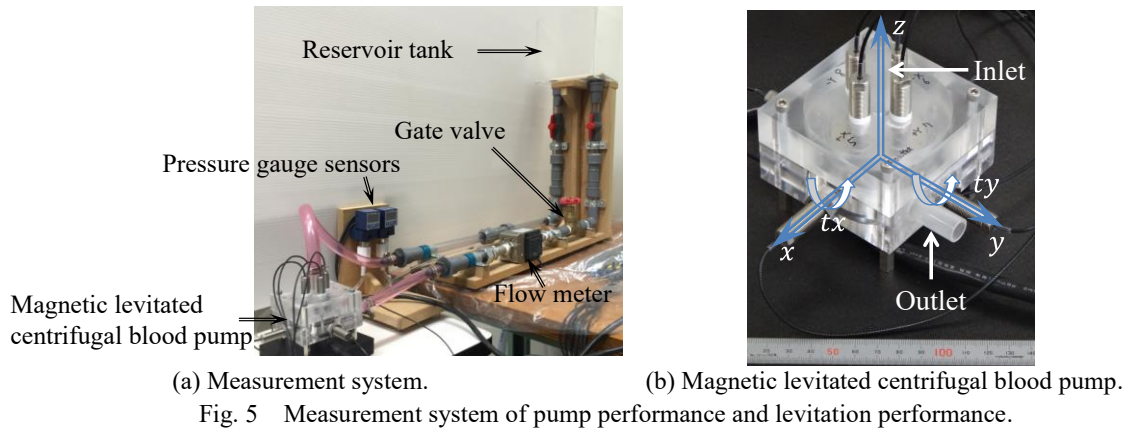 Reservoir tank
Gate valve
Pressure gauge sensors
Flow meter
Magnetic levitated
centrifugal blood pump
z
Inlet
ty
tx
x
y
Outlet
50
100
(a) Measurement system.
(b) Magnetic levitated centrifugal blood pump.
Fig. 5 Measurement system of pump performance and levitation performance.